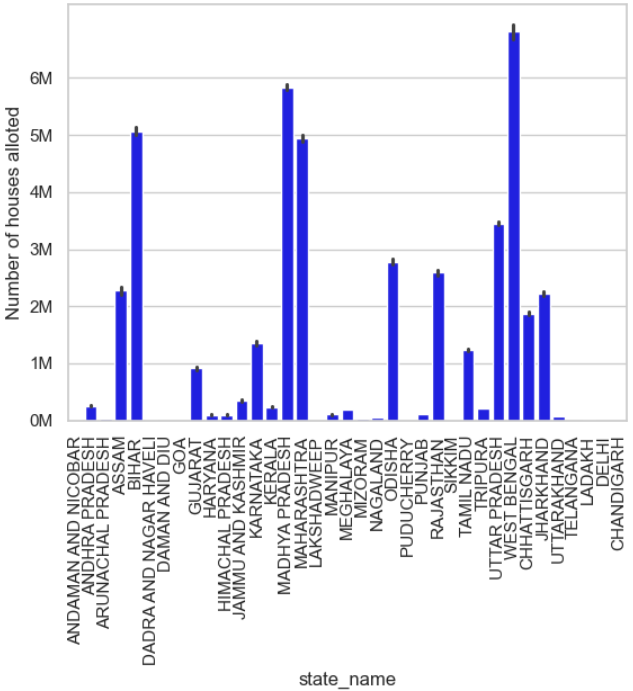 Number of houses alloted
6M
5M
4M
3M
2M
1M
0M
ANDAMAN AND NICOBAR
ANDHRA PRADESH
ARUNACHAL PRADESH
ASSAM
BIHAR
DADRA AND NAGAR HAVELI
DAMAN AND DIU
GOA
GUJARAT
HARYANA
HIMACHAL PRADESH
JAMMU AND KASHMIR
KARNATAKA
KERALA
MADHYA PRADESH
MAHARASHTRA
LAKSHADWEEP
MANIPUR
MEGHALAYA
MIZORAM
NAGALAND
ODISHA
PUDUCHERRY
PUNJAB
RAJASTHAN
SIKKIM
TAMIL NADU
TRIPURA
UTTAR PRADESH
WEST BENGAL
CHHATTISGARH
JHARKHAND
UTTARAKHAND
TELANGANA
LADAKH
DELHI
CHANDIGARH
state_name